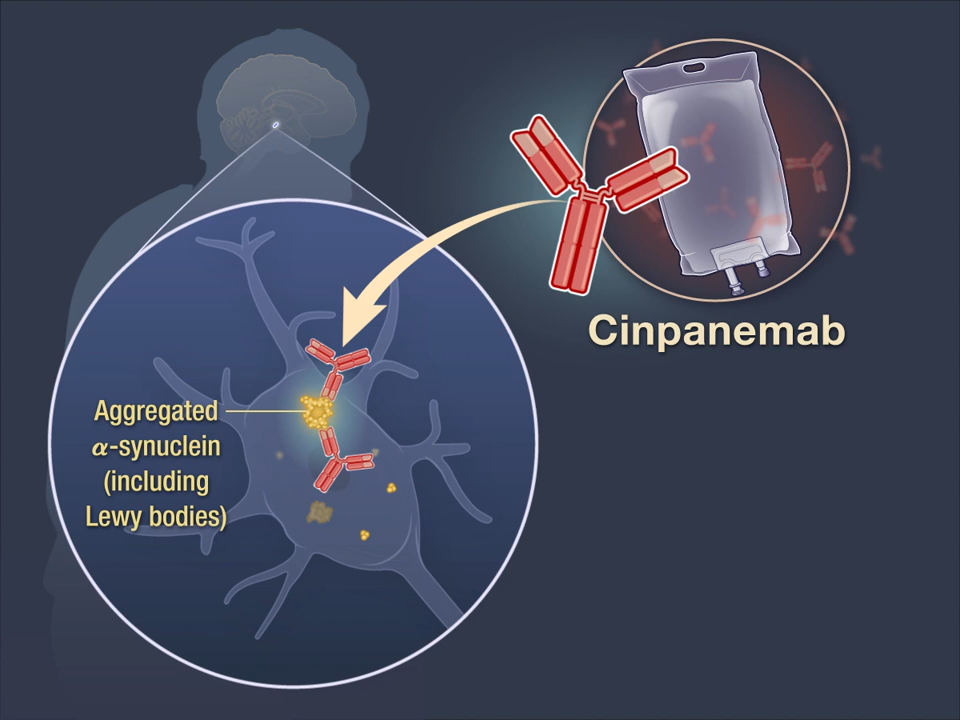 Cinpanemab
Aggregated
α-synuclein
(including
Lewy bodies)